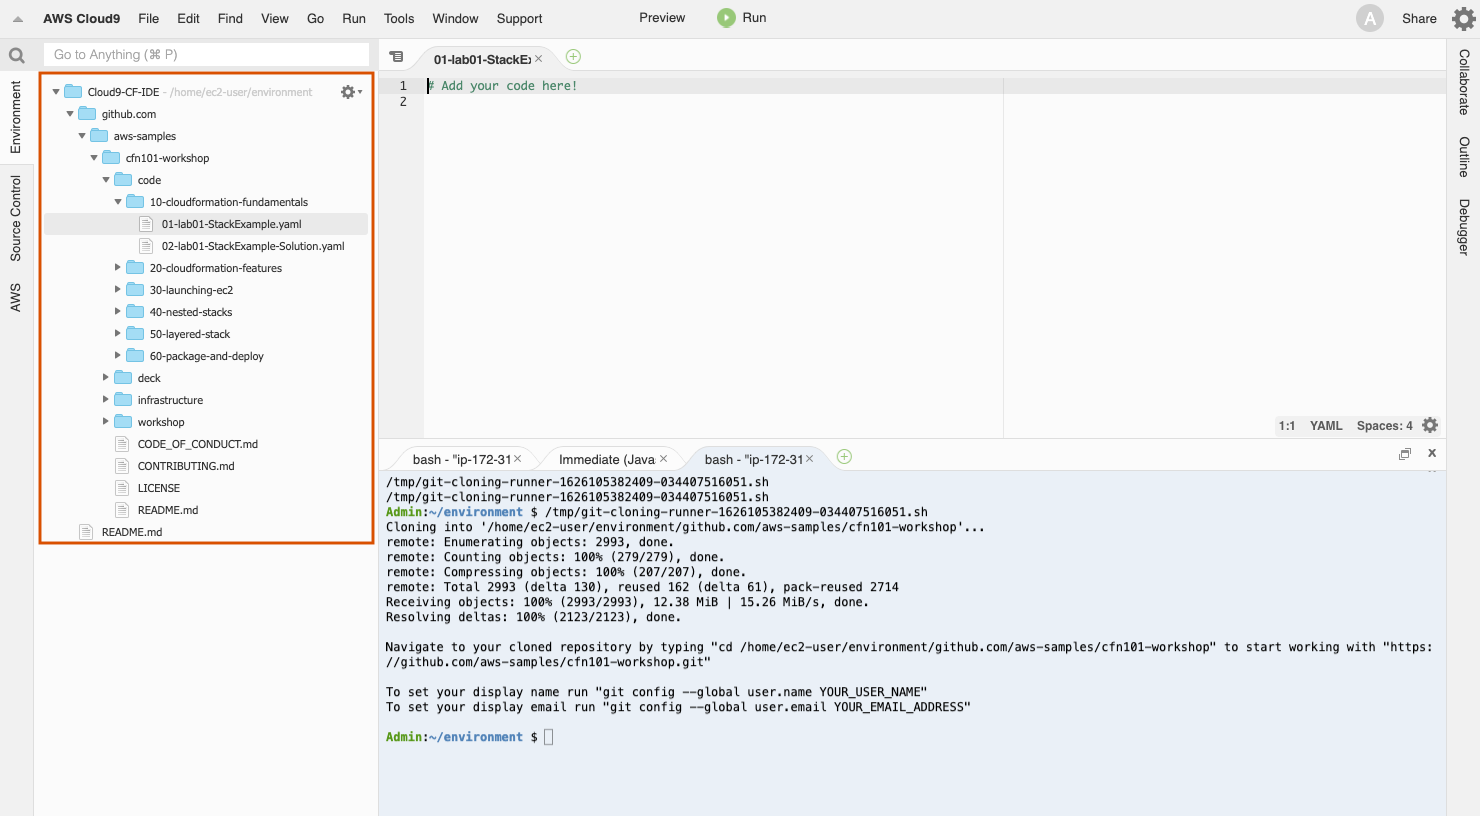 AWS Cloud9 File Edit Find View Go Run Tools Window Support Preview Run A Share
Go to Anything (⌘ P)
Environment
Source Control
AWS
Cloud9-CF-IDE - /home/ec2-user/environment
github.com
aws-samples
cfn101-workshop
code
10-cloudformation-fundamentals
01-lab01-StackExample.yaml
02-lab01-StackExample-Solution.yaml
20-cloudformation-features
30-launching-ec2
40-nested-stacks
50-layered-stack
60-package-and-deploy
deck
infrastructure
workshop
CODE_OF_CONDUCT.md
CONTRIBUTING.md
LICENSE
README.md
README.md
01-lab01-StackEx
1 # Add your code here!
2
1:1 YAML Spaces: 4
Collaborate
Outline
Debugger
bash - "ip-172-31 Immediate (Java bash - "ip-172-31
/tmp/git-cloning-runner-1626105382409-034407516051.sh
/tmp/git-cloning-runner-1626105382409-034407516051.sh
Admin:~/environment $ /tmp/git-cloning-runner-1626105382409-034407516051.sh
Cloning into '/home/ec2-user/environment/github.com/aws-samples/cfn101-workshop'...
remote: Enumerating objects: 2993, done.
remote: Counting objects: 100% (279/279), done.
remote: Compressing objects: 100% (207/207), done.
remote: Total 2993 (delta 130), reused 162 (delta 61), pack-reused 2714
Receiving objects: 100% (2993/2993), 12.38 MiB | 15.26 MiB/s, done.
Resolving deltas: 100% (2123/2123), done.
Navigate to your cloned repository by typing "cd /home/ec2-user/environment/github.com/aws-samples/cfn101-workshop" to start working with "https:
//github.com/aws-samples/cfn101-workshop.git"
To set your display name run "git config --global user.name YOUR_USER_NAME"
To set your display email run "git config --global user.email YOUR_EMAIL_ADDRESS"
Admin:~/environment $